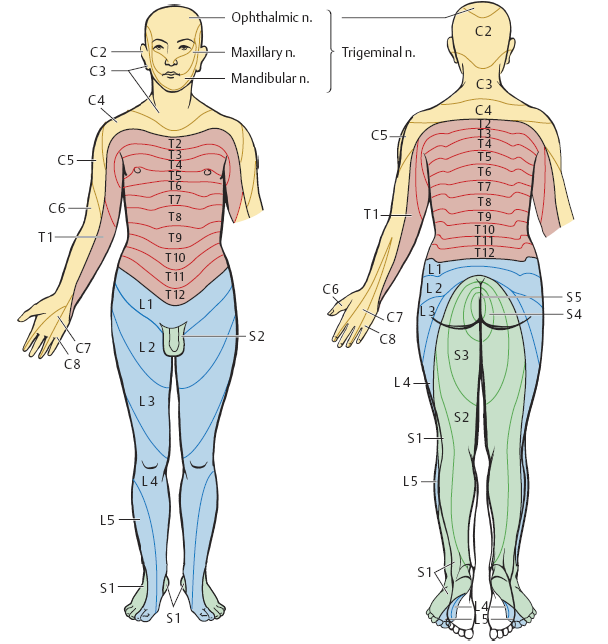 Ophthalmic n.
C2
Maxillary n.
Trigeminal n.
C3
Mandibular n.
C4
C5
C6
T1
T2
T3
T4
T5
T6
T7
T8
T9
T10
T11
T12
L1
L2
S2
L3
L4
L5
C7
C8
S1
S1
C2
C3
C4
C5
T2
T3
T4
T5
T6
T7
T8
T1
T9
T10
T11
T12
L1
L2
L3
C6
C7
C8
S5
S4
S3
L4
S2
S1
L5
S1
L4
L5